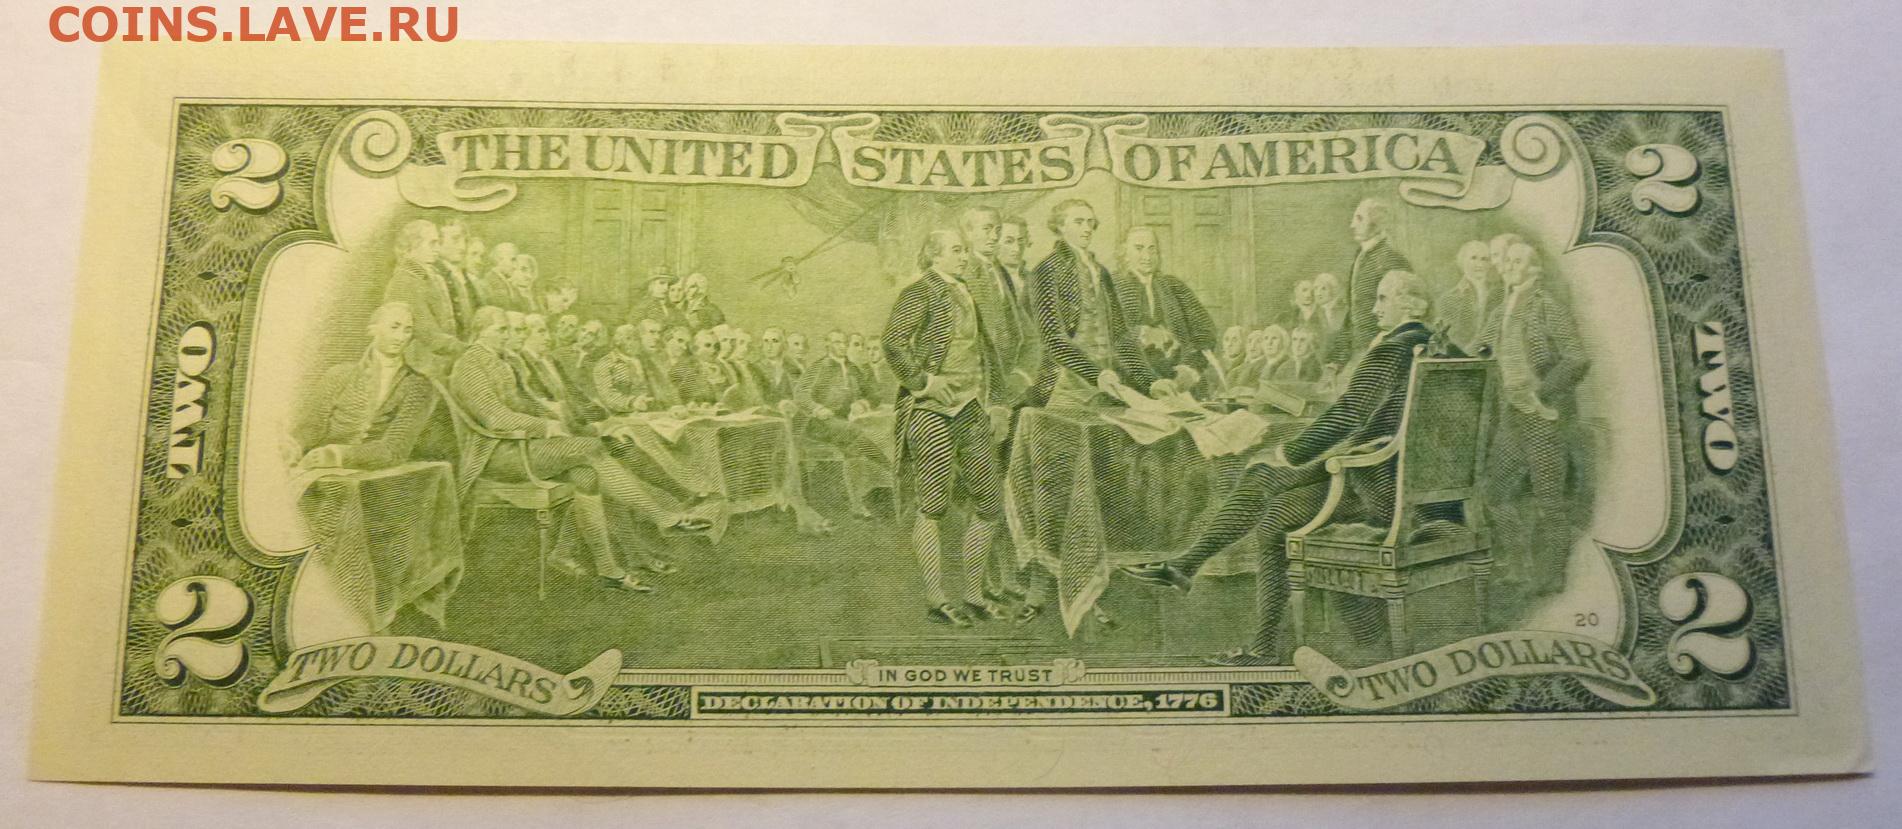 COINS.LAVE.RU
THE UNITED STATES OF AMERICA
2
2
TWO
TWO
20
2
2
TWO DOLLARS
IN GOD WE TRUST
TWO DOLLARS
DECLARATION OF INDEPENDENCE, 1776